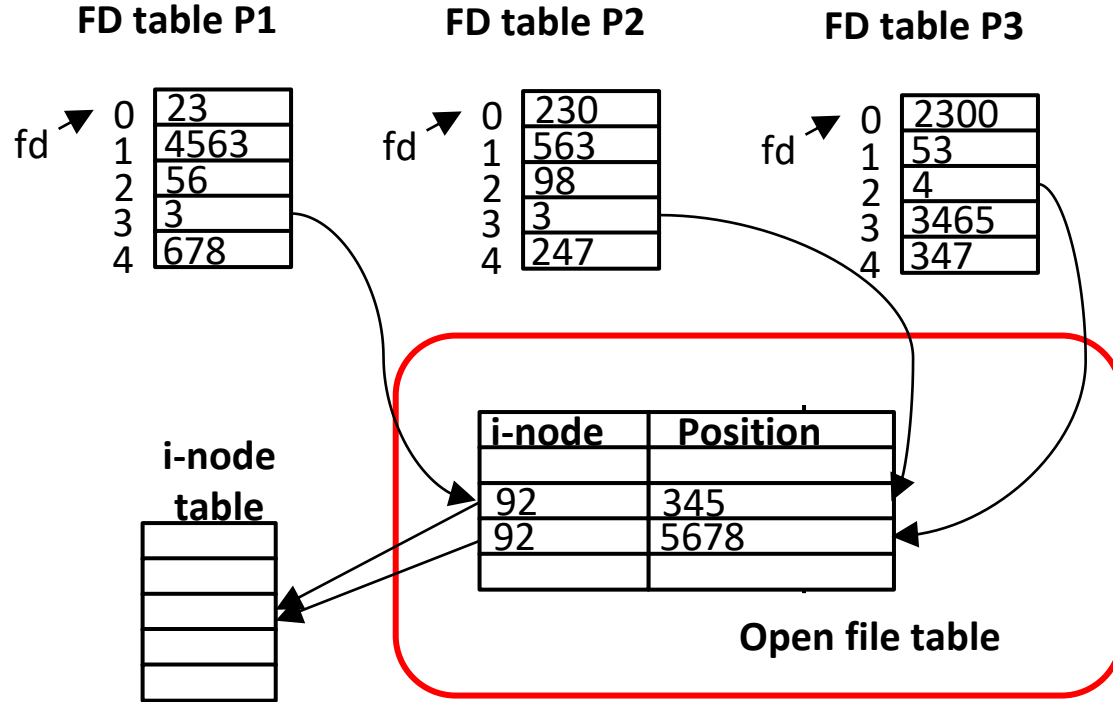 FD table P1
FD table P2
FD table P3
fd
0 23
1 4563
2 56
3 3
4 678
fd
0 230
1 563
2 98
3 3
4 247
fd
0 2300
1 53
2 4
3 3465
4 347
i-node
table
i-node Position
92 345
92 5678
Open file table